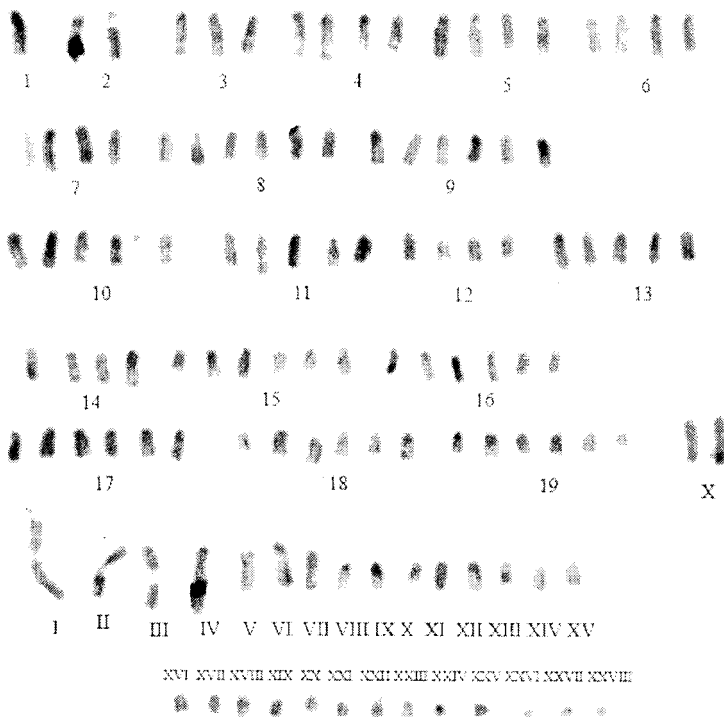 1 2 3 4 5 6
7 8 9
10 11 12 13
14 15 16
17 18 19 X
I II III IV V VI VII VIII IX X XI XII XIII XIV XV
XVI XVII XVIII XIX XX XXI XXII XXIII XXIV XXV XXVI XXVII XXVIII